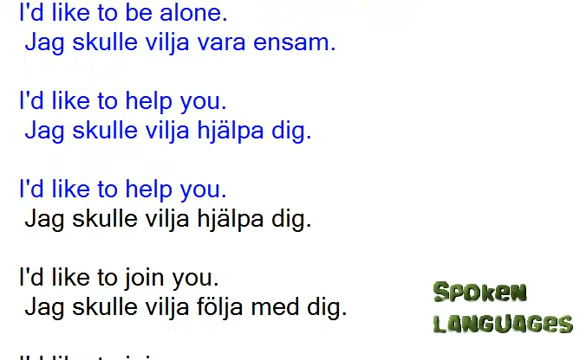 I'd like to be alone.
Jag skulle vilja vara ensam.
I'd like to help you.
Jag skulle vilja hjälpa dig.
I'd like to help you.
Jag skulle vilja hjälpa dig.
I'd like to join you.
Jag skulle vilja följa med dig.
SPOKEN
LANGUAGES